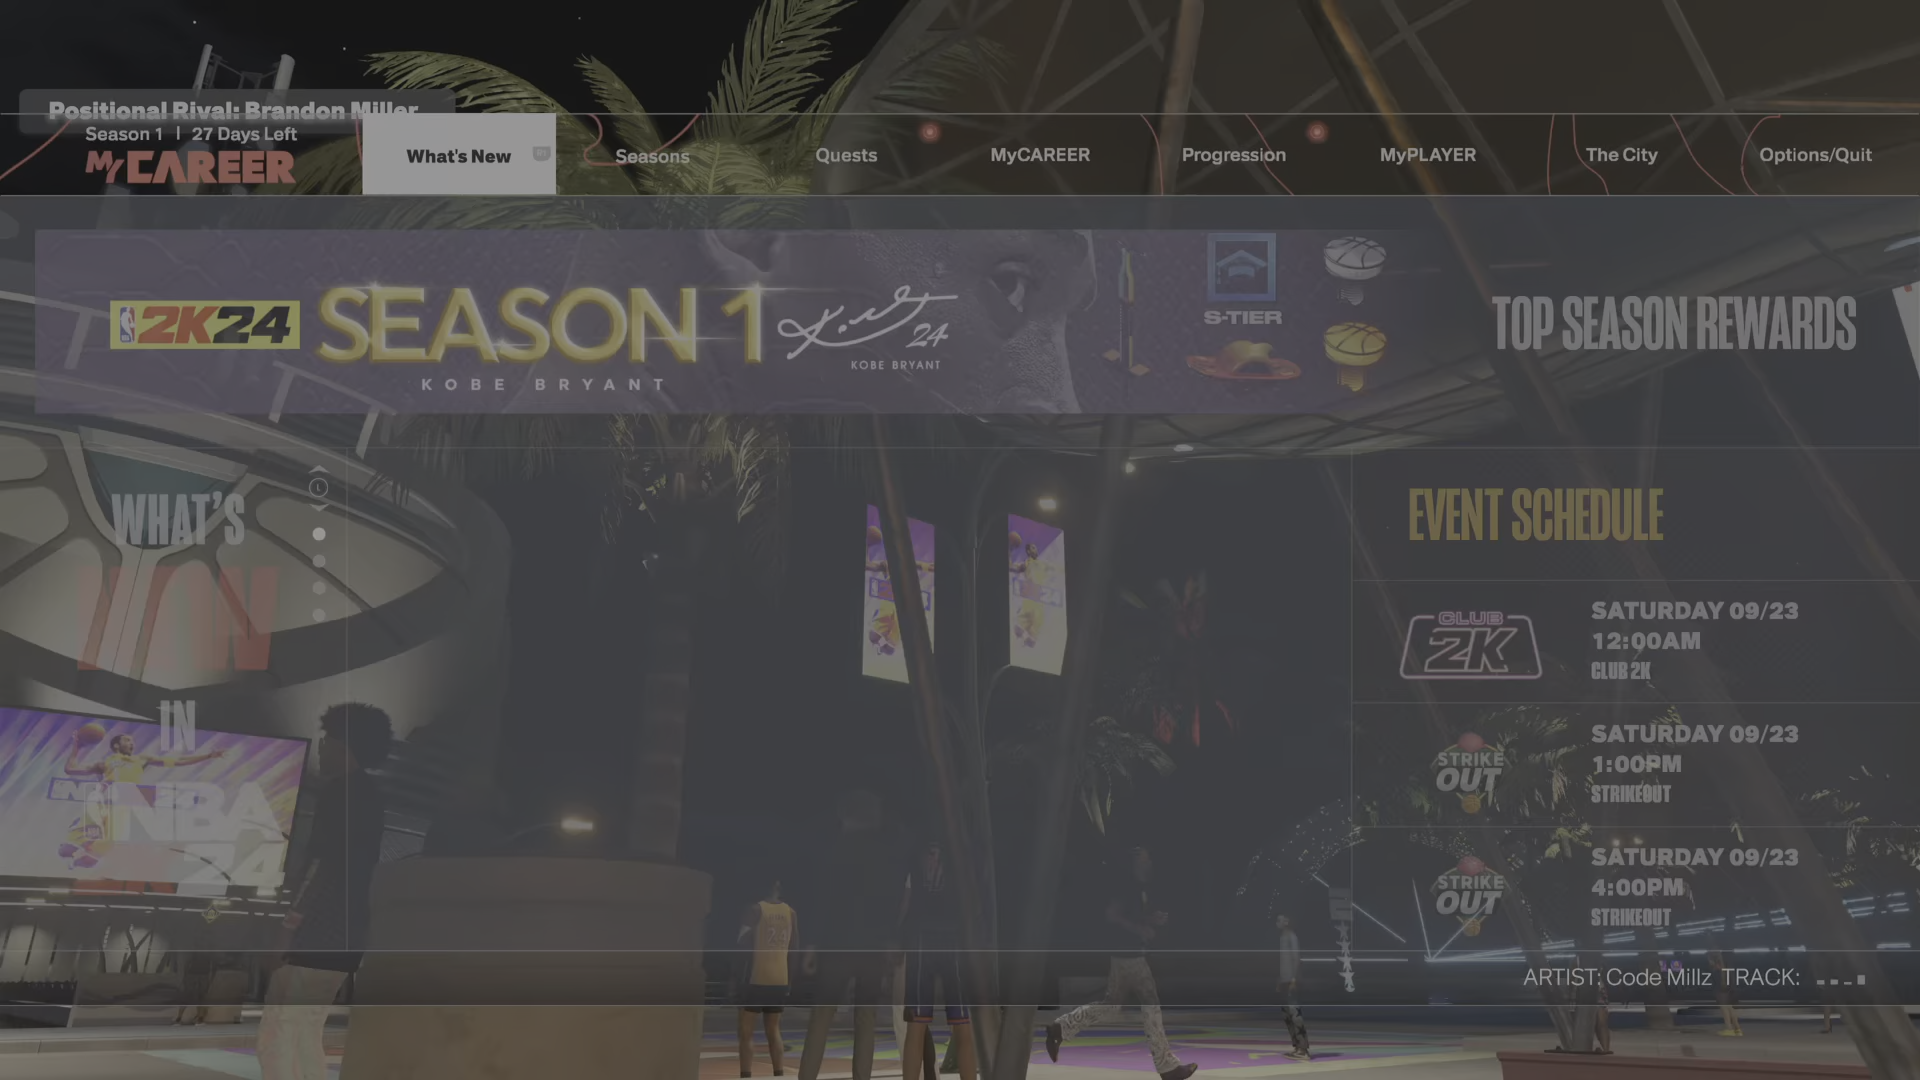 Positional Rival: Brandon Miller
Season 1 | 27 Days Left
MyCAREER
What's New
Seasons
Quests
MyCAREER
Progression
MyPLAYER
The City
Options/Quit
2K24
SEASON 1
KOBE BRYANT
24
KOBE BRYANT
S-TIER
TOP SEASON REWARDS
WHAT'S
IN
NBA
24
EVENT SCHEDULE
CLUB
2K
SATURDAY 09/23
12:00AM
CLUB 2K
STRIKE
OUT
SATURDAY 09/23
1:00PM
STRIKEOUT
STRIKE
OUT
SATURDAY 09/23
4:00PM
STRIKEOUT
ARTIST: Code Millz TRACK: